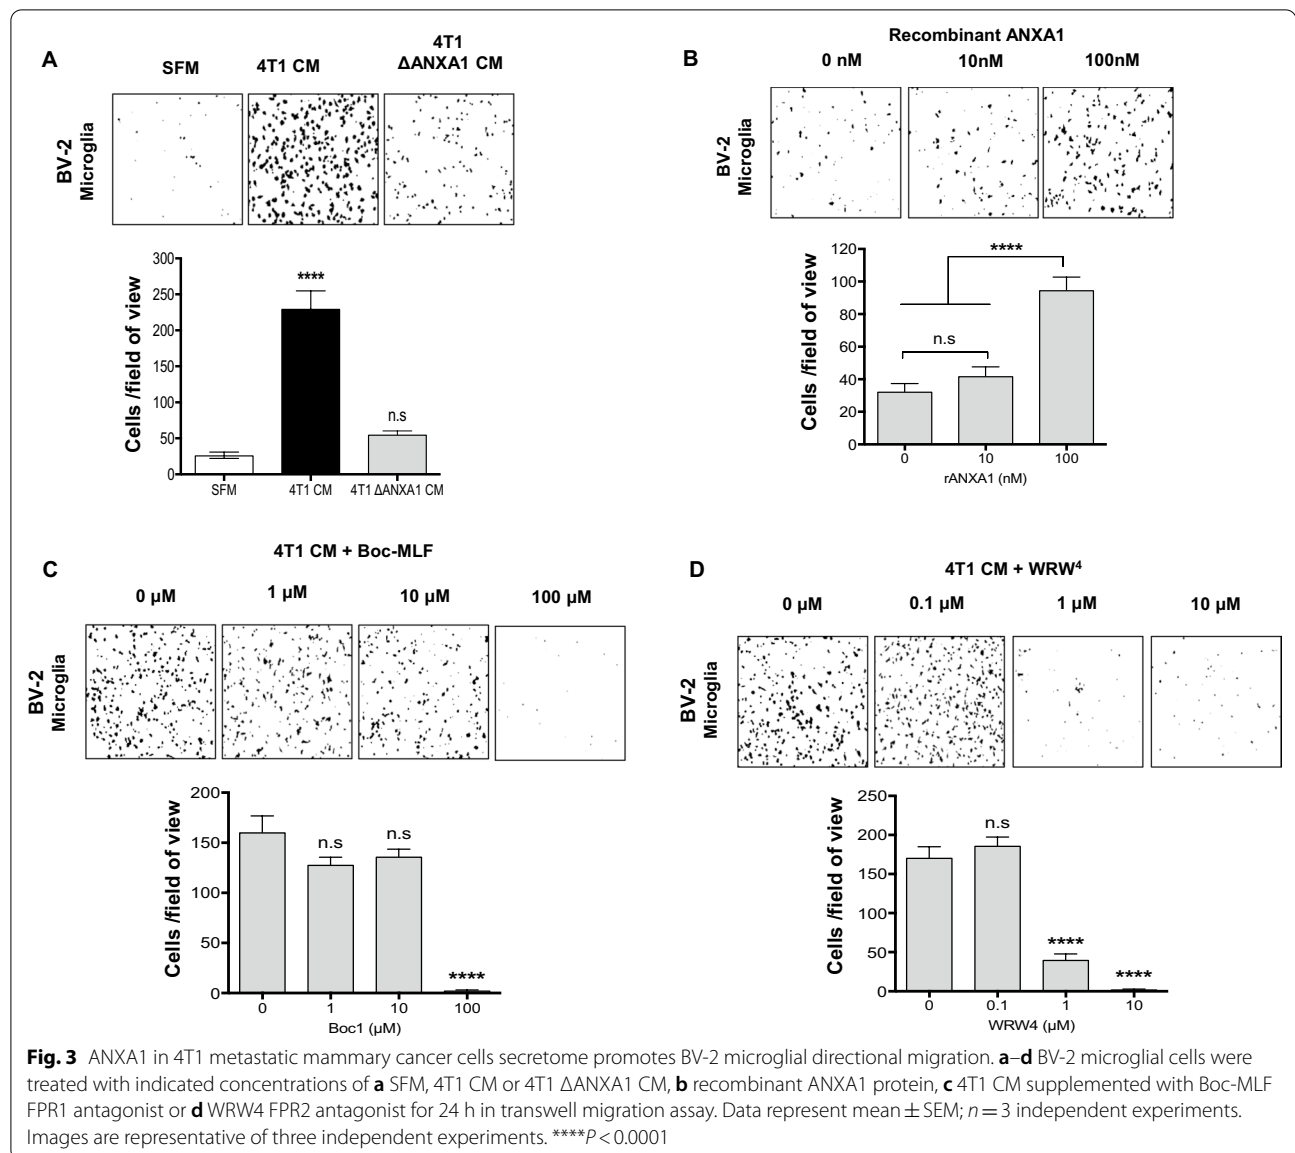 A
SFM
4T1 CM
4T1
ΔANXA1 CM
BV-2
Microglia
Cells /field of view
300
250
200
150
100
50
0
****
n.s
SFM
4T1 CM
4T1 ΔANXA1 CM
B
Recombinant ANXA1
0 nM
10nM
100nM
BV-2
Microglia
Cells /field of view
120
100
80
60
40
20
0
****
n.s
0
10
100
rANXA1 (nM)
C
4T1 CM + Boc-MLF
0 µM
1 µM
10 µM
100 µM
BV-2
Microglia
Cells /field of view
200
150
100
50
0
n.s
n.s
****
0
1
10
100
Boc1 (µM)
D
4T1 CM + WRW⁴
0 µM
0.1 µM
1 µM
10 µM
BV-2
Microglia
Cells /field of view
250
200
150
100
50
0
n.s
****
****
0
0.1
1
10
WRW4 (µM)
Fig. 3 ANXA1 in 4T1 metastatic mammary cancer cells secretome promotes BV-2 microglial directional migration. a–d BV-2 microglial cells were
treated with indicated concentrations of a SFM, 4T1 CM or 4T1 ΔANXA1 CM, b recombinant ANXA1 protein, c 4T1 CM supplemented with Boc-MLF
FPR1 antagonist or d WRW4 FPR2 antagonist for 24 h in transwell migration assay. Data represent mean ± SEM; n = 3 independent experiments.
Images are representative of three independent experiments. ****P < 0.0001